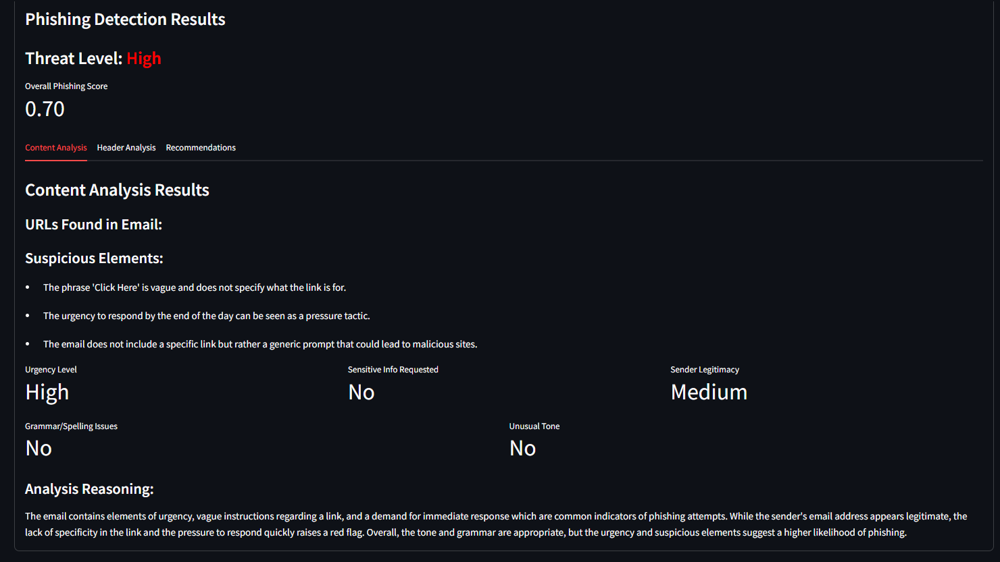 Phishing Detection Results
Threat Level: High
Overall Phishing Score
0.70
Content Analysis Header Analysis Recommendations
Content Analysis Results
URLs Found in Email:
Suspicious Elements:
• The phrase 'Click Here' is vague and does not specify what the link is for.
• The urgency to respond by the end of the day can be seen as a pressure tactic.
• The email does not include a specific link but rather a generic prompt that could lead to malicious sites.
Urgency Level Sensitive Info Requested Sender Legitimacy
High No Medium
Grammar/Spelling Issues Unusual Tone
No No
Analysis Reasoning:
The email contains elements of urgency, vague instructions regarding a link, and a demand for immediate response which are common indicators of phishing attempts. While the sender's email address appears legitimate, the
lack of specificity in the link and the pressure to respond quickly raises a red flag. Overall, the tone and grammar are appropriate, but the urgency and suspicious elements suggest a higher likelihood of phishing.